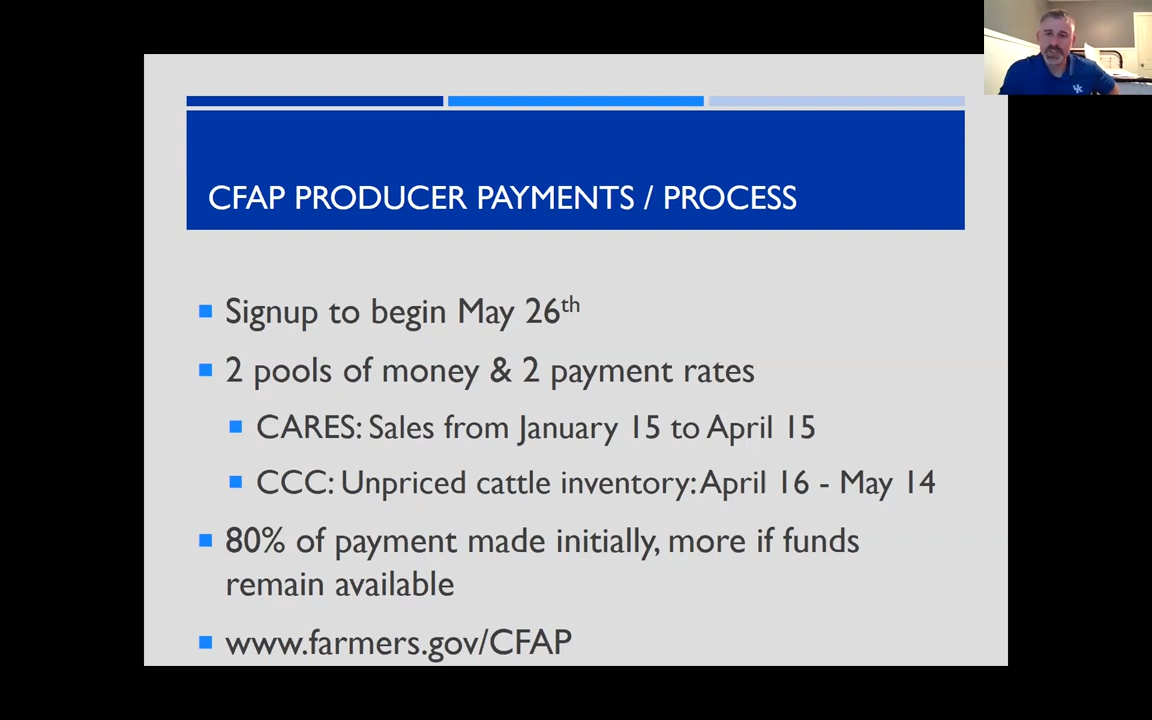 CFAP PRODUCER PAYMENTS / PROCESS
Signup to begin May 26th
2 pools of money & 2 payment rates
CARES: Sales from January 15 to April 15
CCC: Unpriced cattle inventory: April 16 - May 14
80% of payment made initially, more if funds
remain available
www.farmers.gov/CFAP
UK